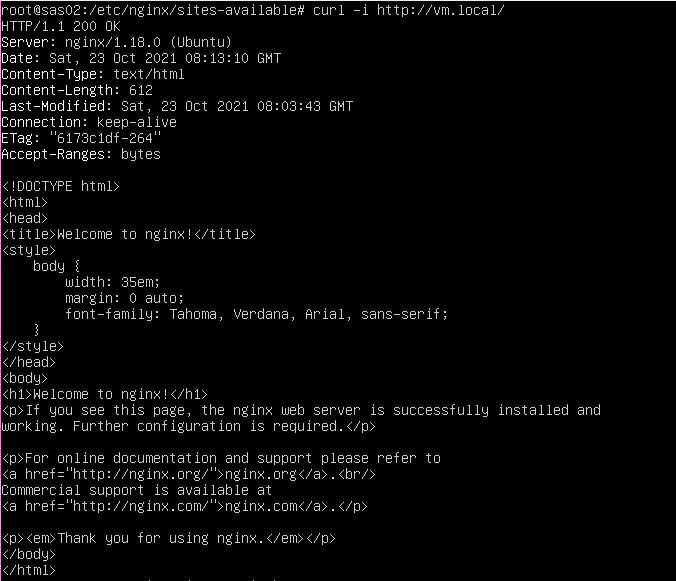 root@sas02:/etc/nginx/sites-available# curl -i http://vm.local/
HTTP/1.1 200 OK
Server: nginx/1.18.0 (Ubuntu)
Date: Sat, 23 Oct 2021 08:13:10 GMT
Content-Type: text/html
Content-Length: 612
Last-Modified: Sat, 23 Oct 2021 08:03:43 GMT
Connection: keep-alive
ETag: "6173c1df-264"
Accept-Ranges: bytes

<!DOCTYPE html>
<html>
<head>
<title>Welcome to nginx!</title>
<style>
    body {
        width: 35em;
        margin: 0 auto;
        font-family: Tahoma, Verdana, Arial, sans-serif;
    }
</style>
</head>
<body>
<h1>Welcome to nginx!</h1>
<p>If you see this page, the nginx web server is successfully installed and
working. Further configuration is required.</p>

<p>For online documentation and support please refer to
<a href="http://nginx.org/">nginx.org</a>.<br/>
Commercial support is available at
<a href="http://nginx.com/">nginx.com</a>.</p>

<p><em>Thank you for using nginx.</em></p>
</body>
</html>